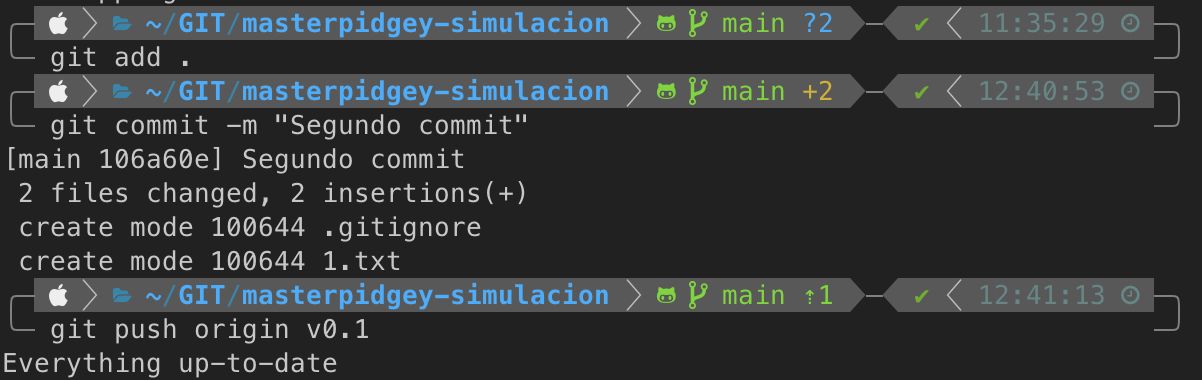 ~/GIT/masterpidgey-simulacion main ?2 ✔ 11:35:29
git add .
~/GIT/masterpidgey-simulacion main +2 ✔ 12:40:53
git commit -m "Segundo commit"
[main 106a60e] Segundo commit
2 files changed, 2 insertions(+)
create mode 100644 .gitignore
create mode 100644 1.txt
~/GIT/masterpidgey-simulacion main ⇡1 ✔ 12:41:13
git push origin v0.1
Everything up-to-date